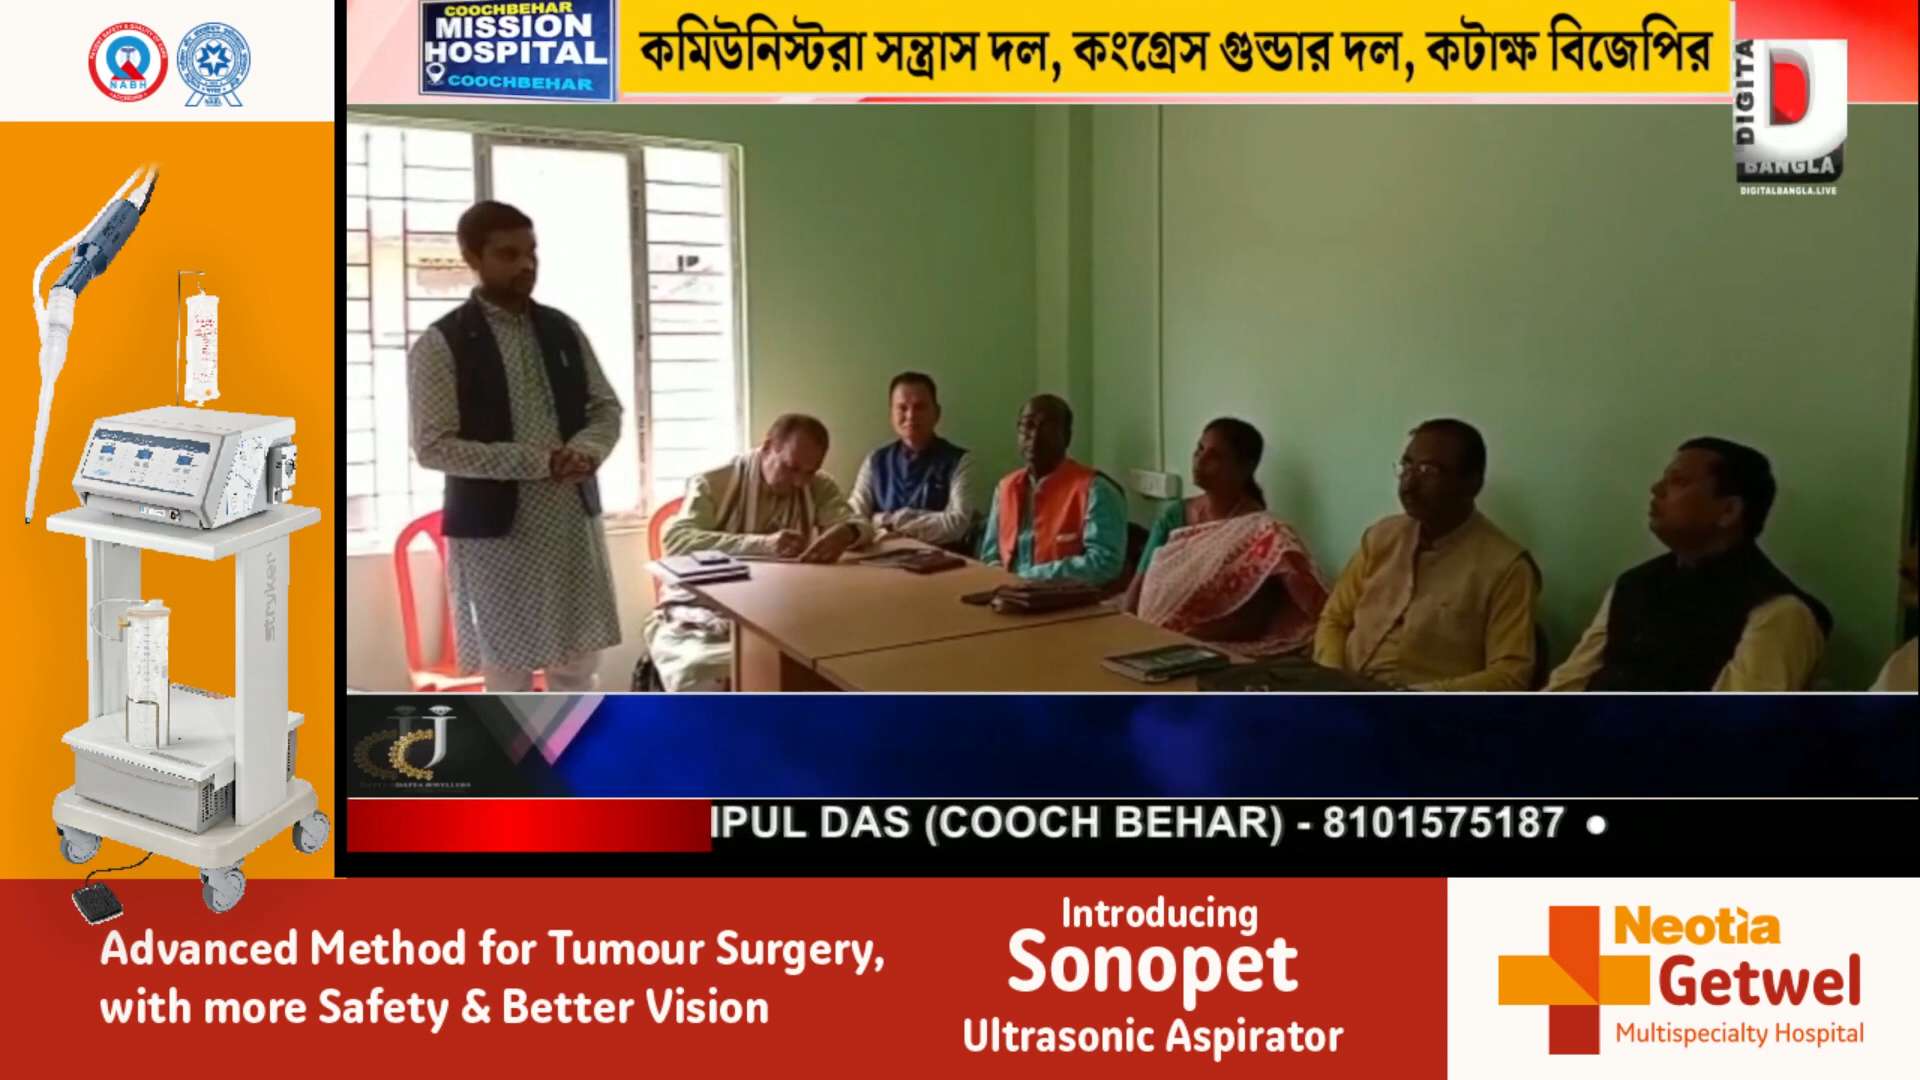 NABH
COOCHBEHAR
MISSION
HOSPITAL
COOCHBEHAR
কমিউনিস্টরা সন্ত্রাস দল, কংগ্রেস গুন্ডার দল, কটাক্ষ বিজেপির
DIGITA
BANGLA
DIGITALBANGLA.LIVE
stryker
IPUL DAS (COOCH BEHAR) - 8101575187 ●
Advanced Method for Tumour Surgery,
with more Safety & Better Vision
Introducing
Sonopet
Ultrasonic Aspirator
Neotia
Getwel
Multispecialty Hospital